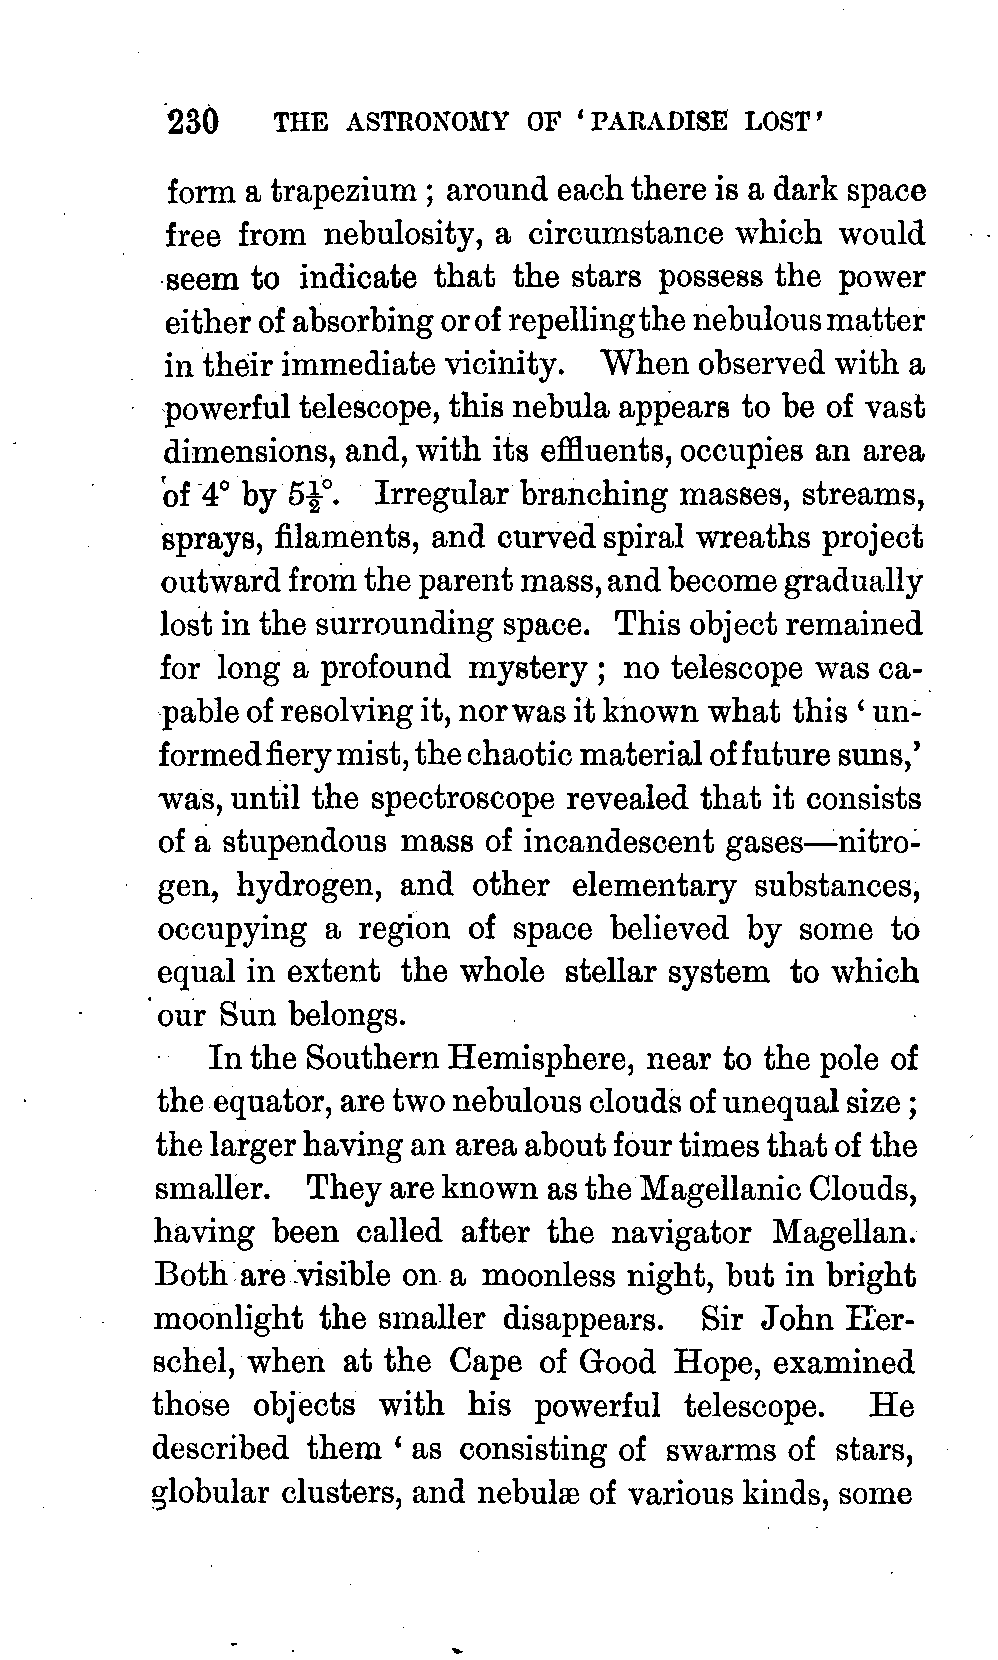 230 THE ASTRONOMY OF ‘PARADISE LOST’
form a trapezium ; around each there is a dark space
free from nebulosity, a circumstance which would
seem to indicate that the stars possess the power
either of absorbing or of repelling the nebulous matter
in their immediate vicinity. When observed with a
powerful telescope, this nebula appears to be of vast
dimensions, and, with its effluents, occupies an area
of 4° by 5½°. Irregular branching masses, streams,
sprays, filaments, and curved spiral wreaths project
outward from the parent mass, and become gradually
lost in the surrounding space. This object remained
for long a profound mystery ; no telescope was ca-
pable of resolving it, nor was it known what this ‘ un-
formed fiery mist, the chaotic material of future suns,’
was, until the spectroscope revealed that it consists
of a stupendous mass of incandescent gases—nitro-
gen, hydrogen, and other elementary substances,
occupying a region of space believed by some to
equal in extent the whole stellar system to which
our Sun belongs.
In the Southern Hemisphere, near to the pole of
the equator, are two nebulous clouds of unequal size ;
the larger having an area about four times that of the
smaller. They are known as the Magellanic Clouds,
having been called after the navigator Magellan.
Both are visible on a moonless night, but in bright
moonlight the smaller disappears. Sir John Her-
schel, when at the Cape of Good Hope, examined
those objects with his powerful telescope. He
described them ‘ as consisting of swarms of stars,
globular clusters, and nebulæ of various kinds, some